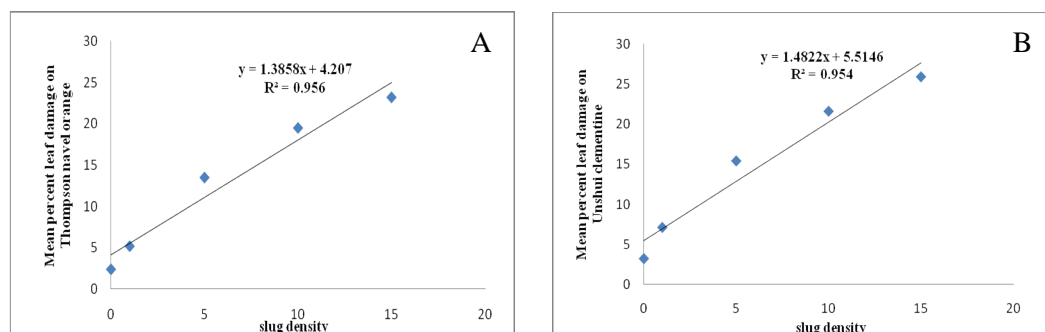 A
30
25
20
15
10
5
0
Mean percent leaf damage on
Thompson navel orange
y = 1.3858x + 4.207
R² = 0.956
0 5 10 15 20
slug density
B
30
25
20
15
10
5
0
Mean percent leaf damage on
Unshui clementine
y = 1.4822x + 5.5146
R² = 0.954
0 5 10 15 20
slug density